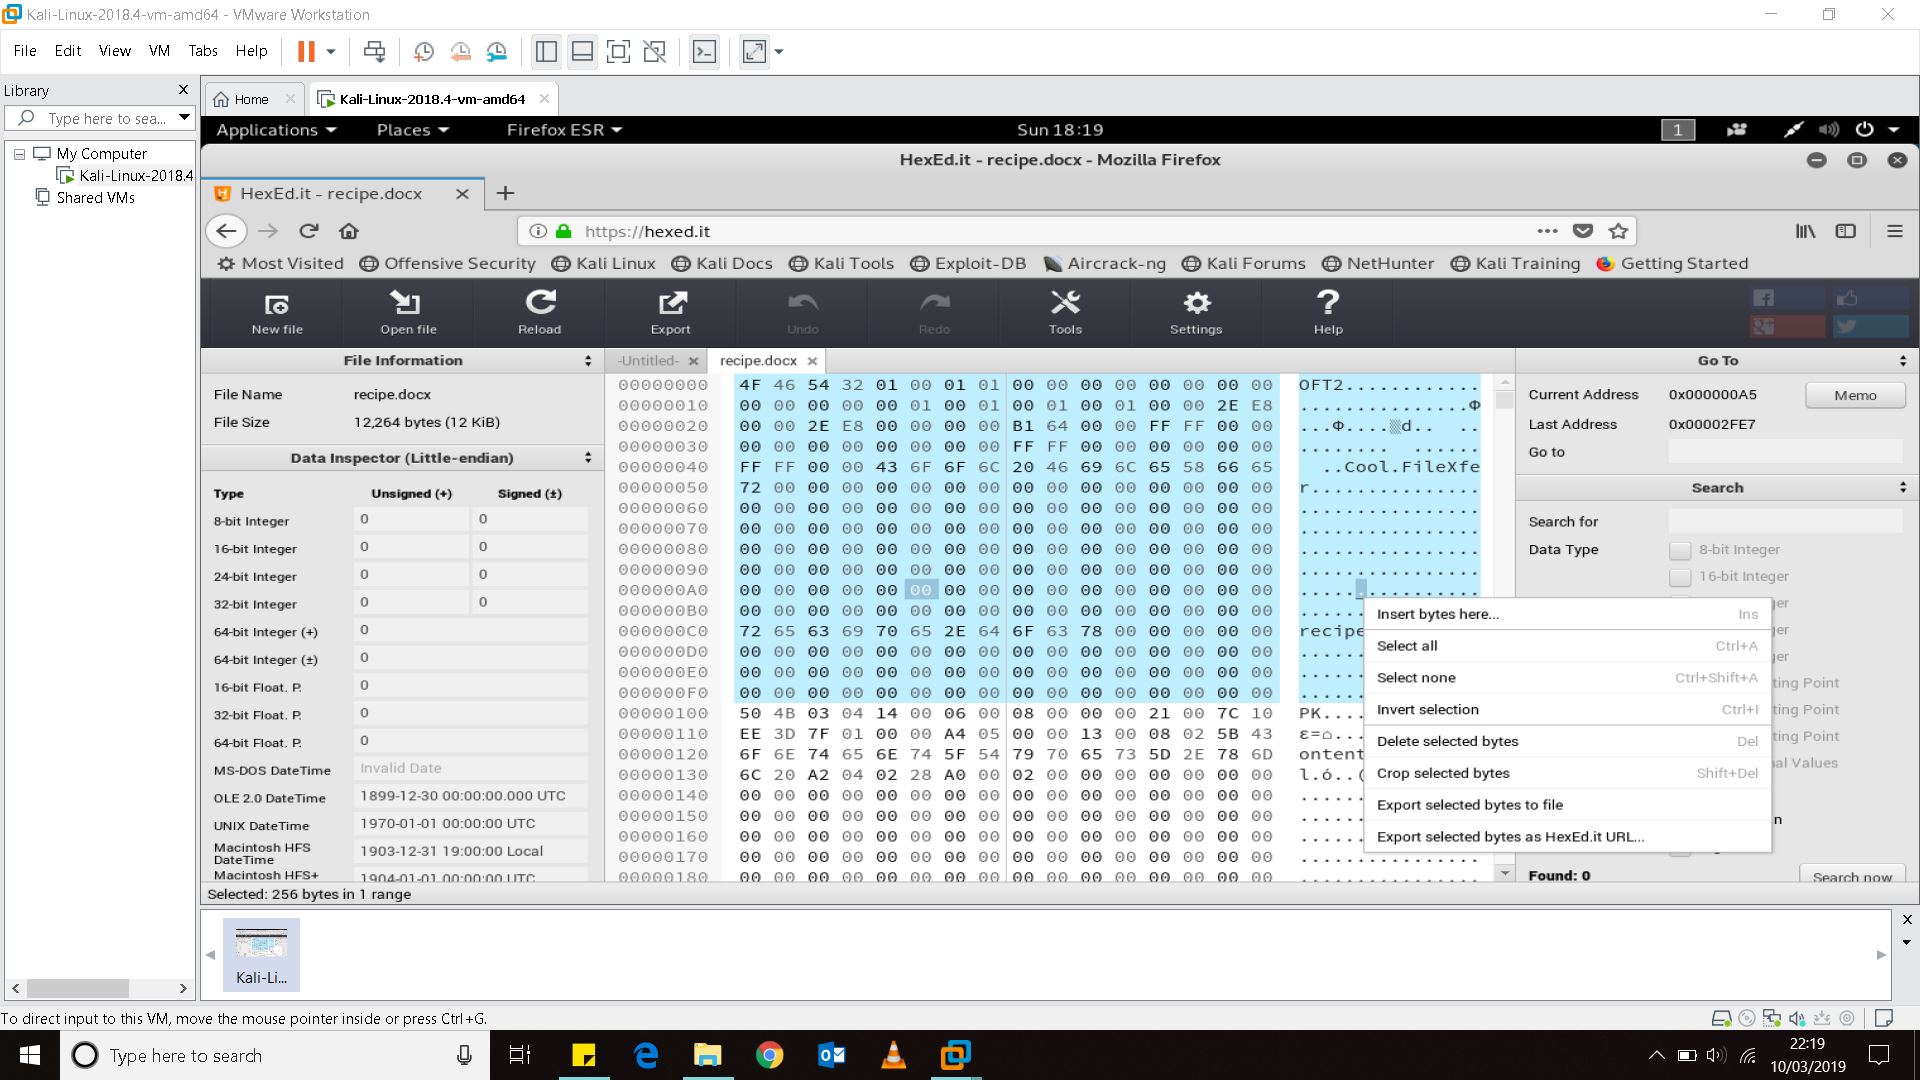 Kali-Linux-2018.4-vm-amd64 - VMware Workstation
File Edit View VM Tabs Help
Library
Type here to sea...
My Computer
Kali-Linux-2018.4
Shared VMs
Home
Kali-Linux-2018.4-vm-amd64
Applications Places Firefox ESR Sun 18:19 1
HexEd.it - recipe.docx - Mozilla Firefox
HexEd.it - recipe.docx
https://hexed.it
Most Visited Offensive Security Kali Linux Kali Docs Kali Tools Exploit-DB Aircrack-ng Kali Forums NetHunter Kali Training Getting Started
New file Open file Reload Export Undo Redo Tools Settings Help
File Information
File Name recipe.docx
File Size 12,264 bytes (12 KiB)
Data Inspector (Little-endian)
Type Unsigned (+) Signed (±)
8-bit Integer 0 0
16-bit Integer 0 0
24-bit Integer 0 0
32-bit Integer 0 0
64-bit Integer (+) 0
64-bit Integer (±) 0
16-bit Float. P. 0
32-bit Float. P. 0
64-bit Float. P. 0
MS-DOS DateTime Invalid Date
OLE 2.0 DateTime 1899-12-30 00:00:00.000 UTC
UNIX DateTime 1970-01-01 00:00:00 UTC
Macintosh HFS DateTime 1903-12-31 19:00:00 Local
Macintosh HFS+ 1904-01-01 00:00:00 UTC
-Untitled- recipe.docx
00000000 4F 46 54 32 01 00 01 01 00 00 00 00 00 00 00 00 OFT2............
00000010 00 00 00 00 00 01 00 01 00 01 00 01 00 00 2E E8 ..............​.Φ
00000020 00 00 2E E8 00 00 00 00 B1 64 00 00 FF FF 00 00 ...Φ....▒d.. ..
00000030 00 00 00 00 00 00 00 00 FF FF 00 00 00 00 00 00 ........ ......
00000040 FF FF 00 00 43 6F 6F 6C 20 46 69 6C 65 58 66 65 ..Cool.FileXfe
00000050 72 00 00 00 00 00 00 00 00 00 00 00 00 00 00 00 r...............
00000060 00 00 00 00 00 00 00 00 00 00 00 00 00 00 00 00 ................
00000070 00 00 00 00 00 00 00 00 00 00 00 00 00 00 00 00 ................
00000080 00 00 00 00 00 00 00 00 00 00 00 00 00 00 00 00 ................
00000090 00 00 00 00 00 00 00 00 00 00 00 00 00 00 00 00 ................
000000A0 00 00 00 00 00 00 00 00 00 00 00 00 00 00 00 00 ................
000000B0 00 00 00 00 00 00 00 00 00 00 00 00 00 00 00 00 ......
000000C0 72 65 63 69 70 65 2E 64 6F 63 78 00 00 00 00 00 recipe
000000D0 00 00 00 00 00 00 00 00 00 00 00 00 00 00 00 00 ......
000000E0 00 00 00 00 00 00 00 00 00 00 00 00 00 00 00 00 ......
000000F0 00 00 00 00 00 00 00 00 00 00 00 00 00 00 00 00 ......
00000100 50 4B 03 04 14 00 06 00 08 00 00 00 21 00 7C 10 PK....
00000110 EE 3D 7F 01 00 00 A4 05 00 00 13 00 08 02 5B 43 ε=⌂...
00000120 6F 6E 74 65 6E 74 5F 54 79 70 65 73 5D 2E 78 6D ontent
00000130 6C 20 A2 04 02 28 A0 00 02 00 00 00 00 00 00 00 l.ó..(
00000140 00 00 00 00 00 00 00 00 00 00 00 00 00 00 00 00 ......
00000150 00 00 00 00 00 00 00 00 00 00 00 00 00 00 00 00 ......
00000160 00 00 00 00 00 00 00 00 00 00 00 00 00 00 00 00 ......
00000170 00 00 00 00 00 00 00 00 00 00 00 00 00 00 00 00 ................
00000180 00 00 00 00 00 00 00 00 00 00 00 00 00 00 00 00 ................
Insert bytes here... Ins
Select all Ctrl+A
Select none Ctrl+Shift+A
Invert selection Ctrl+I
Delete selected bytes Del
Crop selected bytes Shift+Del
Export selected bytes to file
Export selected bytes as HexEd.it URL...
Go To
Current Address 0x000000A5 Memo
Last Address 0x00002FE7
Go to
Search
Search for
Data Type 8-bit Integer
16-bit Integer
ger
ger
ger
ting Point
ting Point
ting Point
nal Values
n
Found: 0 Search now
Selected: 256 bytes in 1 range
Kali-Li...
To direct input to this VM, move the mouse pointer inside or press Ctrl+G.
Type here to search
22:19
10/03/2019